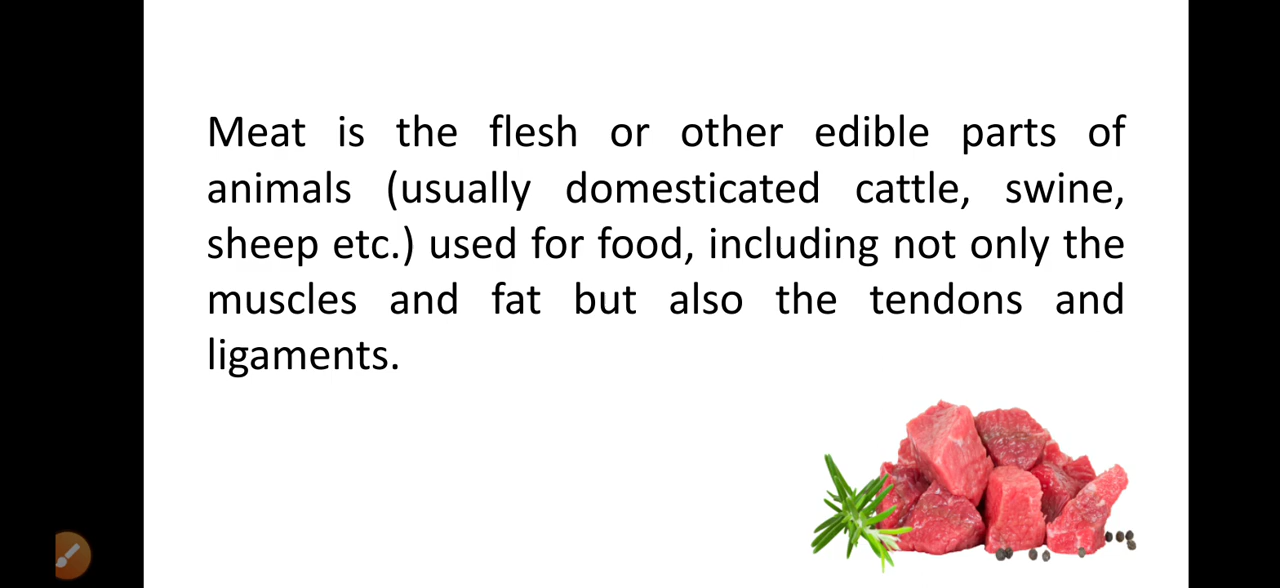 Meat is the flesh or other edible parts of
animals (usually domesticated cattle, swine,
sheep etc.) used for food, including not only the
muscles and fat but also the tendons and
ligaments.